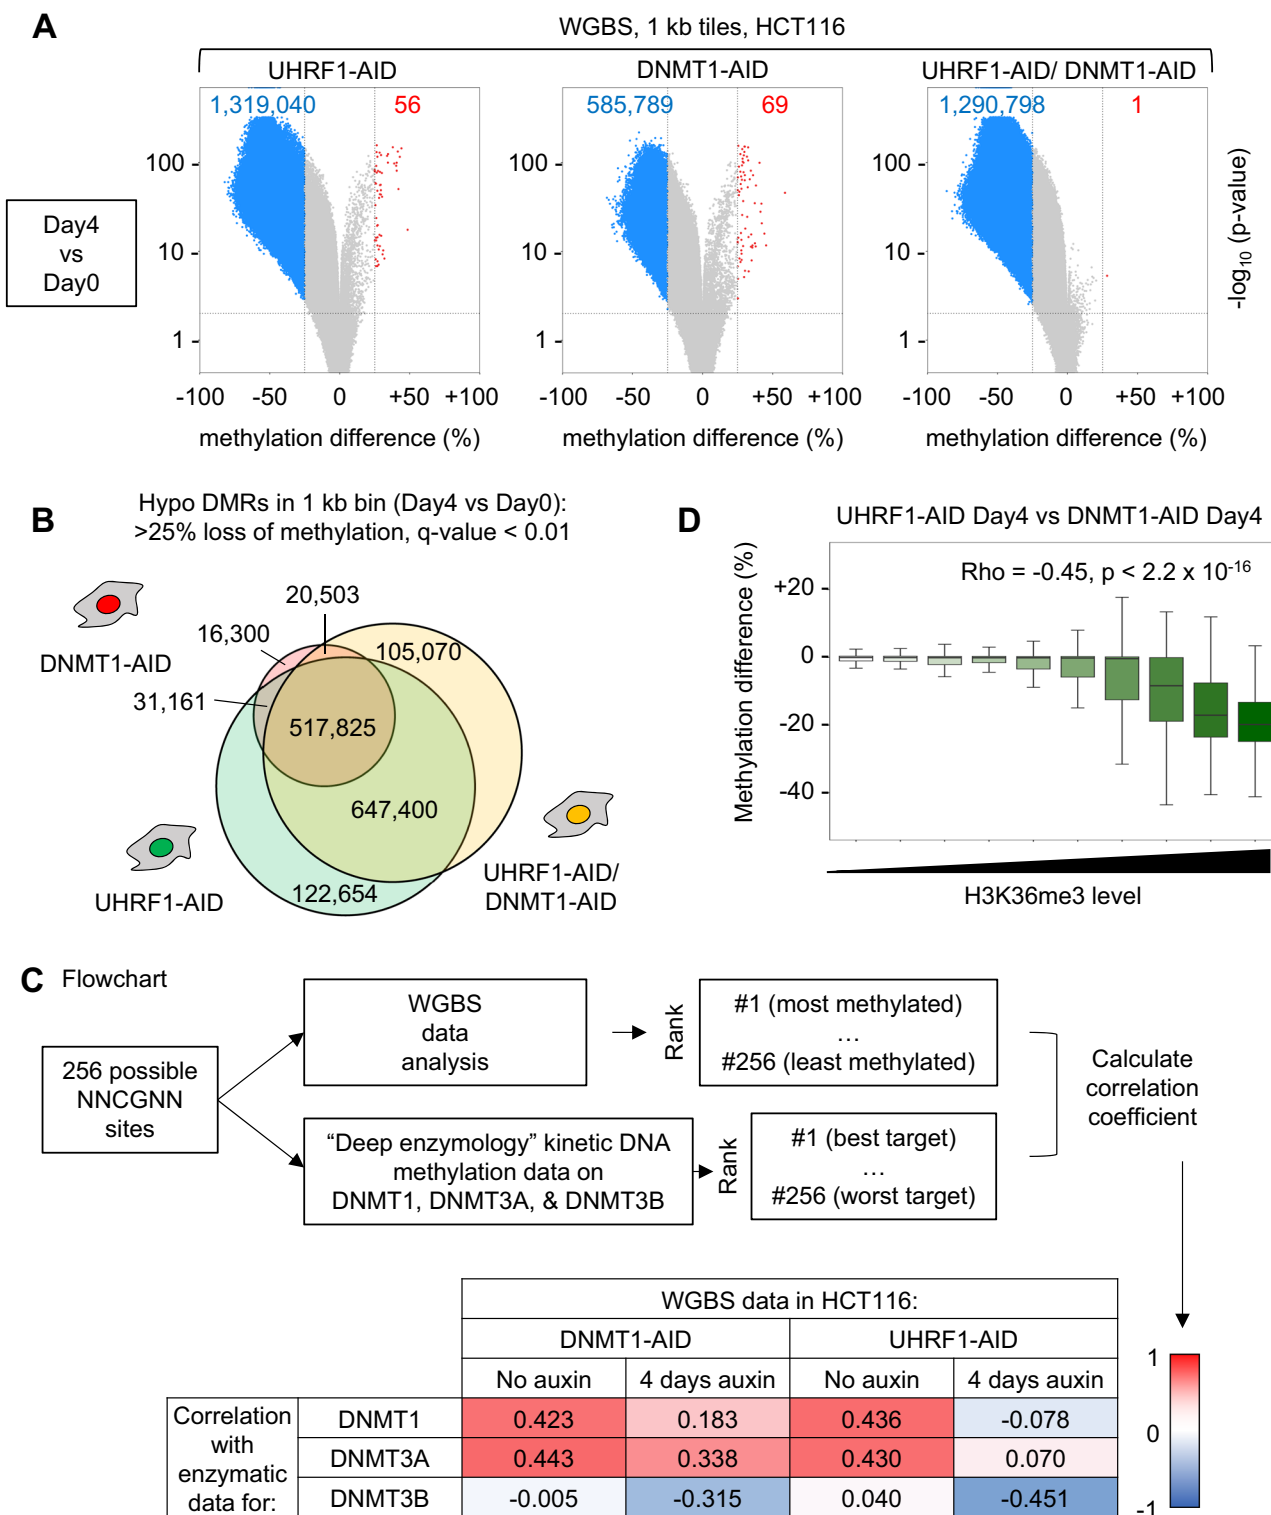 A
WGBS, 1 kb tiles, HCT116
UHRF1-AID
DNMT1-AID
UHRF1-AID/ DNMT1-AID
1,319,040
56
585,789
69
1,290,798
1
Day4
vs
Day0
100
10
1
100
10
1
100
10
1
-log10 (p-value)
-100 -50 0 +50 +100
-100 -50 0 +50 +100
-100 -50 0 +50 +100
methylation difference (%)
methylation difference (%)
methylation difference (%)
B
Hypo DMRs in 1 kb bin (Day4 vs Day0):
>25% loss of methylation, q-value < 0.01
20,503
16,300
105,070
DNMT1-AID
31,161
517,825
647,400
122,654
UHRF1-AID
UHRF1-AID/
DNMT1-AID
D
UHRF1-AID Day4 vs DNMT1-AID Day4
Rho = -0.45, p < 2.2 x 10-16
Methylation difference (%)
+20
0
-20
-40
H3K36me3 level
C
Flowchart
256 possible
NNCGNN
sites
WGBS
data
analysis
Rank
#1 (most methylated)
…
#256 (least methylated)
“Deep enzymology” kinetic DNA
methylation data on
DNMT1, DNMT3A, & DNMT3B
Rank
#1 (best target)
…
#256 (worst target)
Calculate
correlation
coefficient
WGBS data in HCT116:
DNMT1-AID UHRF1-AID
No auxin 4 days auxin No auxin 4 days auxin
Correlation
with
enzymatic
data for:
DNMT1 0.423 0.183 0.436 -0.078
DNMT3A 0.443 0.338 0.430 0.070
DNMT3B -0.005 -0.315 0.040 -0.451
1
0
-1